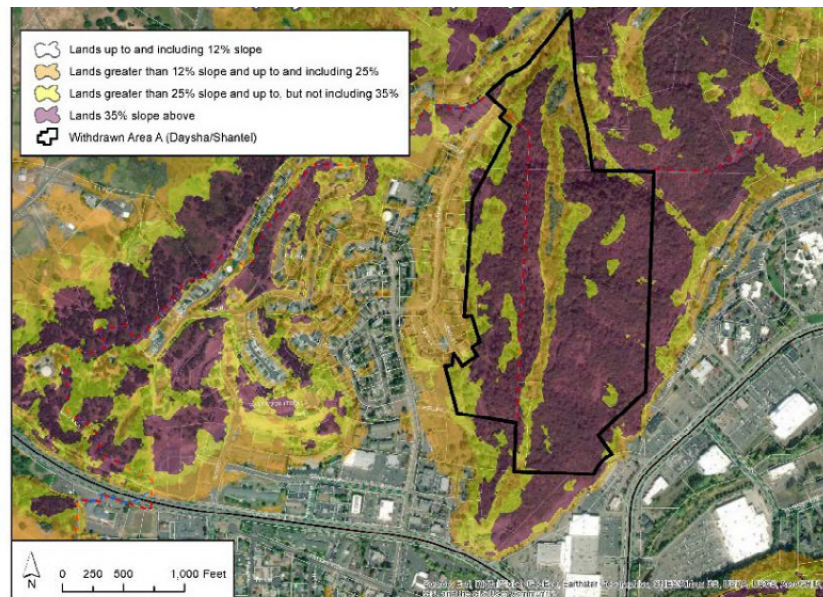 Lands up to and including 12% slope
Lands greater than 12% slope and up to and including 25%
Lands greater than 25% slope and up to, but not including 35%
Lands 35% slope above
Withdrawn Area A (Daysha/Shantel)
N
0 250 500 1,000 Feet